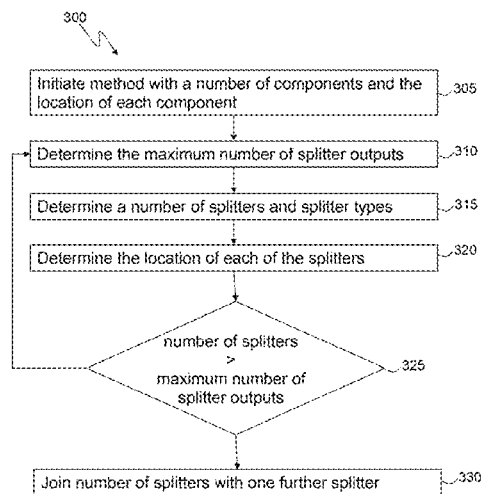 300
Initiate method with a number of components and the
location of each component
305
Determine the maximum number of splitter outputs
310
Determine a number of splitters and splitter types
315
Determine the location of each of the splitters
320
number of splitters
>
maximum number of
splitter outputs
325
Join number of splitters with one further splitter
330